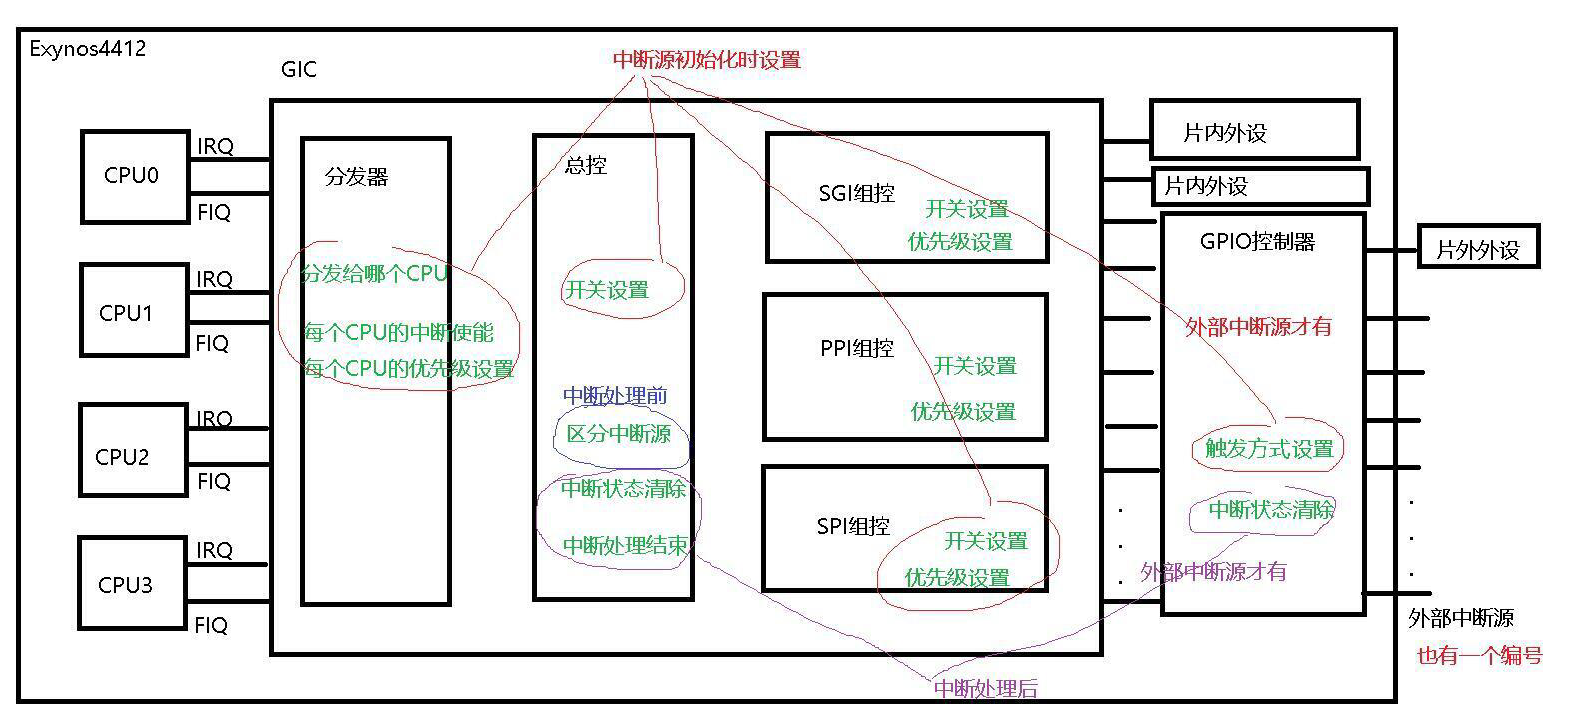 Exynos4412
GIC
中断源初始化时设置
CPU0
IRQ
FIQ
CPU1
IRQ
FIQ
CPU2
IRQ
FIQ
CPU3
IRQ
FIQ
分发器
分发给哪个CPU
每个CPU的中断使能
每个CPU的优先级设置
总控
开关设置
中断处理前
区分中断源
中断状态清除
中断处理结束
SGI组控
开关设置
优先级设置
PPI组控
开关设置
优先级设置
SPI组控
开关设置
优先级设置
片内外设
片内外设
GPIO控制器
外部中断源才有
触发方式设置
中断状态清除
外部中断源才有
片外外设
外部中断源
也有一个编号
中断处理后